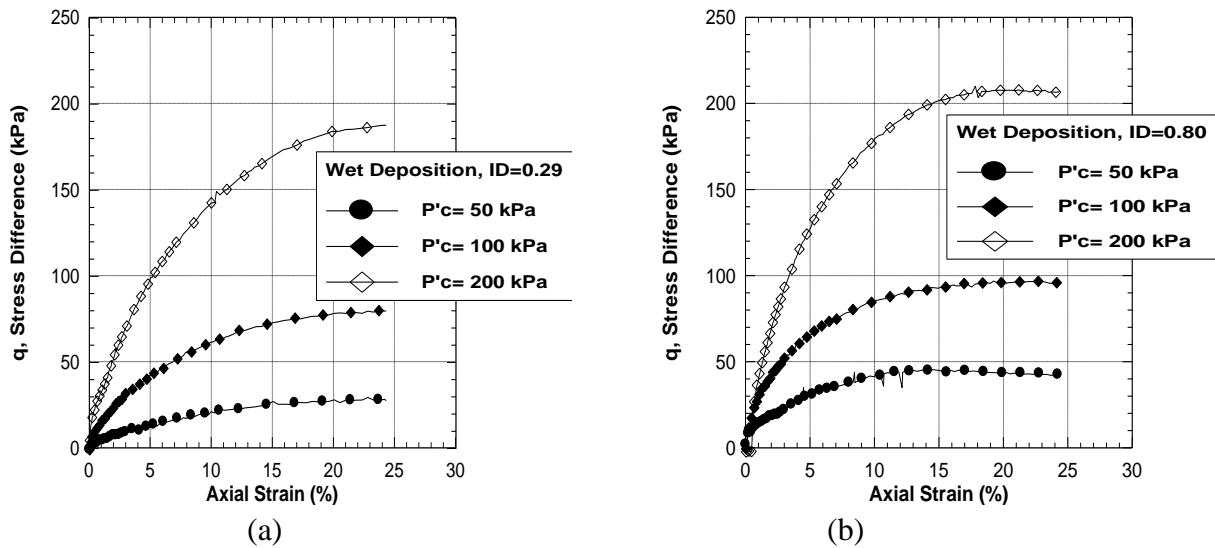 250
200
150
100
50
0
q, Stress Difference (kPa)
Wet Deposition, ID=0.29
P'c= 50 kPa
P'c= 100 kPa
P'c= 200 kPa
0 5 10 15 20 25 30
Axial Strain (%)
(a)
250
200
150
100
50
0
q, Stress Difference (kPa)
Wet Deposition, ID=0.80
P'c= 50 kPa
P'c= 100 kPa
P'c= 200 kPa
0 5 10 15 20 25 30
Axial Strain (%)
(b)